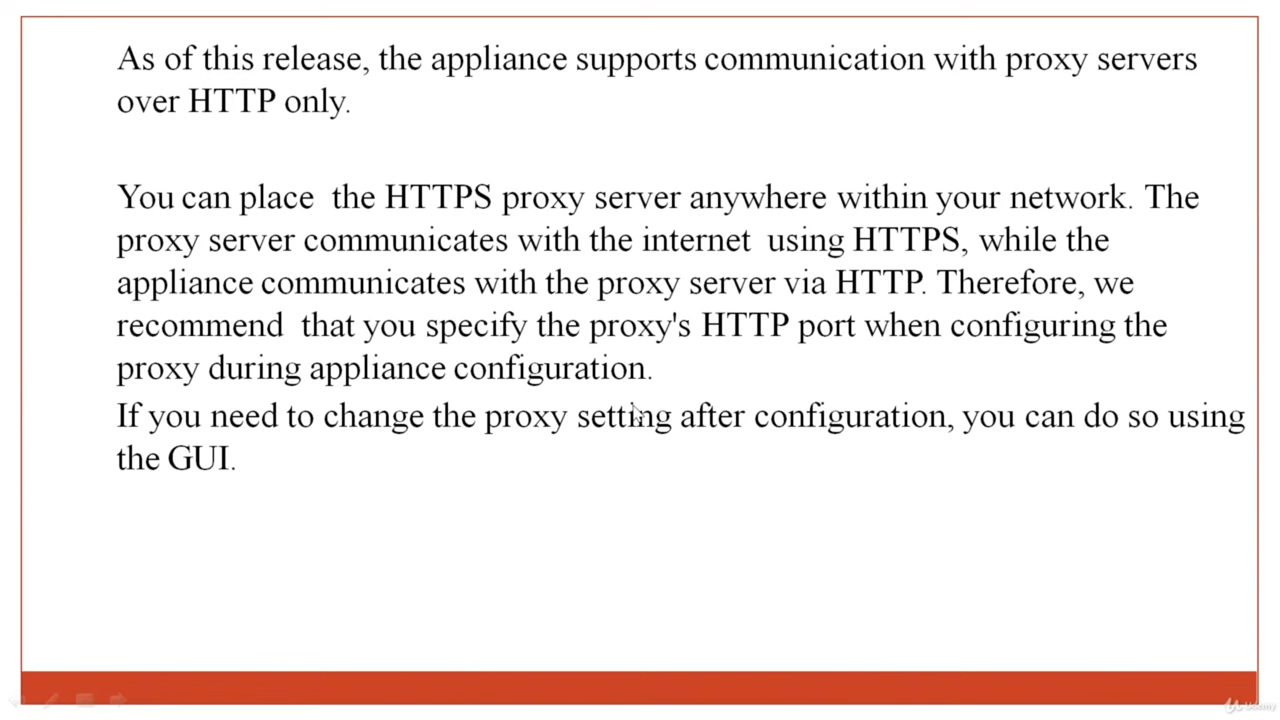 As of this release, the appliance supports communication with proxy servers
over HTTP only.
You can place the HTTPS proxy server anywhere within your network. The
proxy server communicates with the internet using HTTPS, while the
appliance communicates with the proxy server via HTTP. Therefore, we
recommend that you specify the proxy's HTTP port when configuring the
proxy during appliance configuration.
If you need to change the proxy setting after configuration, you can do so using
the GUI.
Udemy